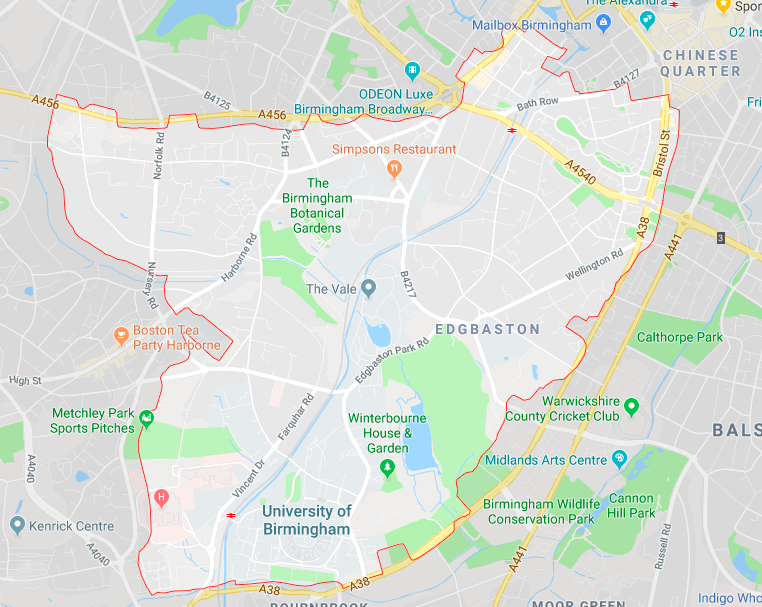 The Alexandra
Mailbox Birmingham
Spor
O2 Ins
CHINESE
QUARTER
ODEON Luxe
Birmingham Broadway...
B4127
A456
B4125
A456
Bath Row
Fri
B4124
Norfolk Rd
Simpsons Restaurant
Bristol St
A4540
The
Birmingham
Botanical
Gardens
A38
A441
3
Harborne Rd
Nursery Rd
Wellington Rd
The Vale
B4217
EDGBASTON
Boston Tea
Party Harborne
Calthorpe Park
Edgbaston Park Rd
High St
Metchley Park
Sports Pitches
Farquhar Rd
Winterbourne
House &
Garden
Warwickshire
County Cricket Club
BALS
A4040
Vincent Dr
Midlands Arts Centre
H
University of
Birmingham
Birmingham Wildlife
Conservation Park
Cannon
Hill Park
Kenrick Centre
A4040
Russell Rd
A441
A38
A38
BOURNBROOK
MOOR GREEN
Indigo Who